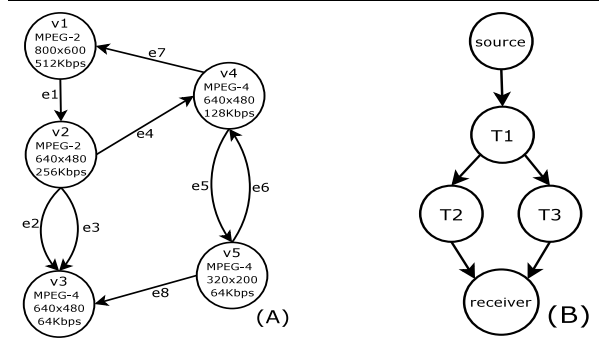 v1
MPEG-2
800x600
512Kbps
e7
v4
MPEG-4
640x480
128Kbps
e1
v2
MPEG-2
640x480
256Kbps
e4
e2
e3
e5
e6
v5
MPEG-4
320x200
64Kbps
v3
MPEG-4
640x480
64Kbps
e8
(A)
source
T1
T2
T3
receiver
(B)